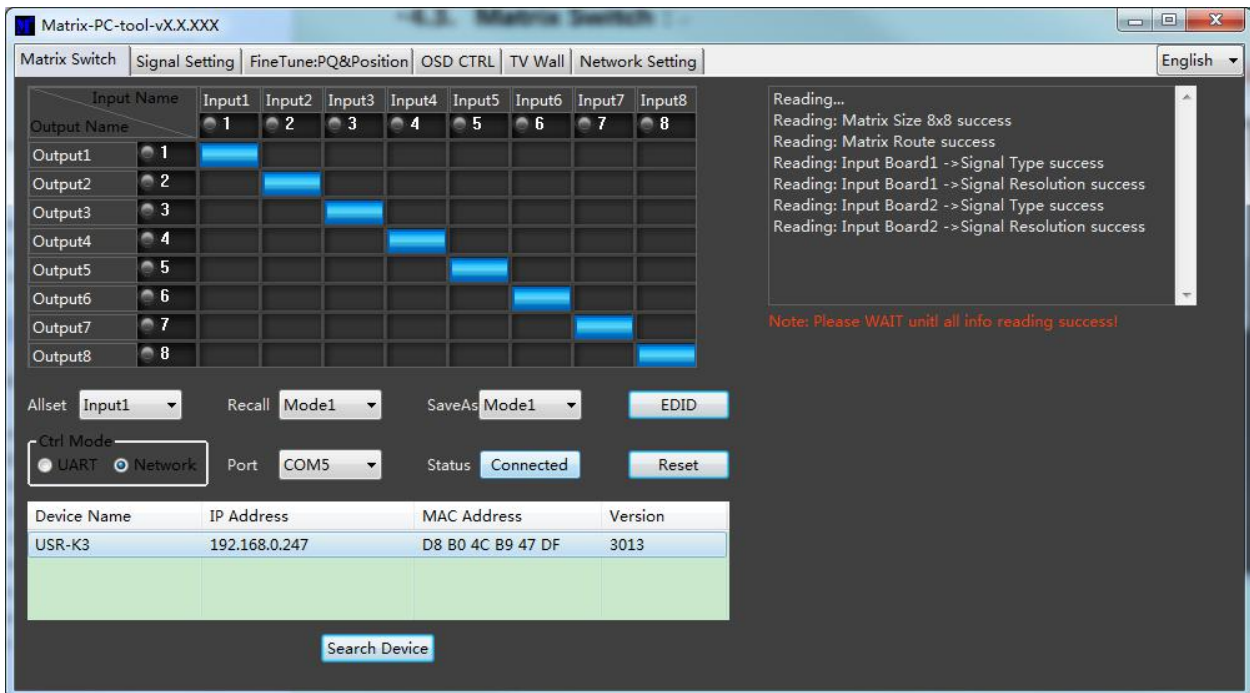 -4.3. Matrix Switch :
Matrix-PC-tool-vX.X.XXX
Matrix Switch Signal Setting FineTune:PQ&Position OSD CTRL TV Wall Network Setting English
Input Name Input1 Input2 Input3 Input4 Input5 Input6 Input7 Input8
Output Name 1 2 3 4 5 6 7 8
Output1 1
Output2 2
Output3 3
Output4 4
Output5 5
Output6 6
Output7 7
Output8 8
Reading...
Reading: Matrix Size 8x8 success
Reading: Matrix Route success
Reading: Input Board1 ->Signal Type success
Reading: Input Board1 ->Signal Resolution success
Reading: Input Board2 ->Signal Type success
Reading: Input Board2 ->Signal Resolution success
Note: Please WAIT unitl all info reading success!
Allset Input1 Recall Mode1 SaveAs Mode1 EDID
Ctrl Mode
UART Network Port COM5 Status Connected Reset
Device Name IP Address MAC Address Version
USR-K3 192.168.0.247 D8 B0 4C B9 47 DF 3013
Search Device